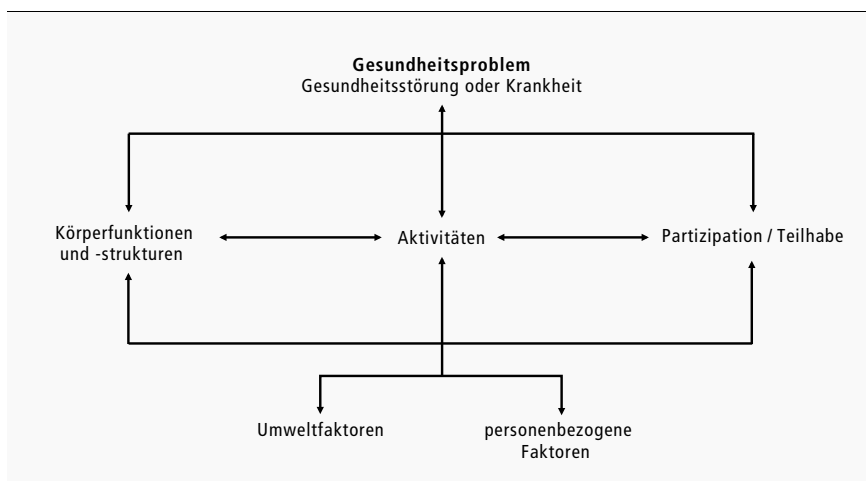 Gesundheitsproblem
Gesundheitsstörung oder Krankheit
Körperfunktionen
und -strukturen
Aktivitäten
Partizipation / Teilhabe
Umweltfaktoren
personenbezogene
Faktoren